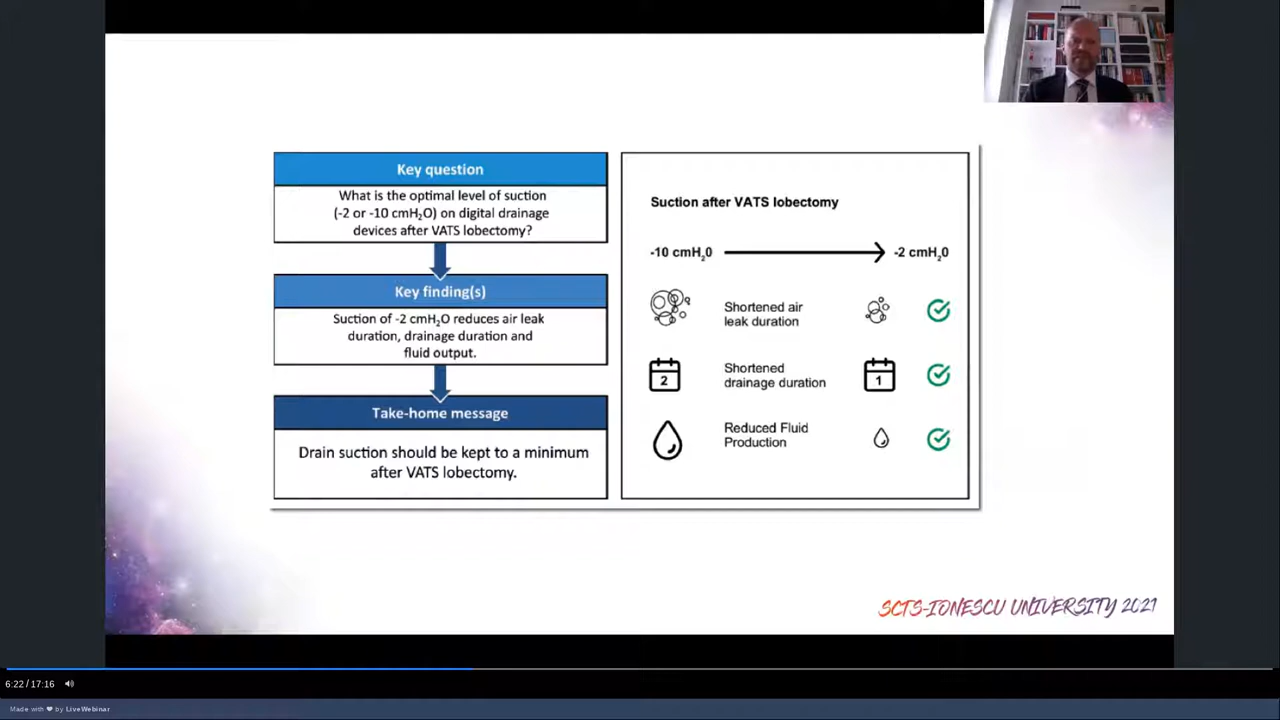 Key question
What is the optimal level of suction
(-2 or -10 cmH₂O) on digital drainage
devices after VATS lobectomy?
Key finding(s)
Suction of -2 cmH₂O reduces air leak
duration, drainage duration and
fluid output.
Take-home message
Drain suction should be kept to a minimum
after VATS lobectomy.
Suction after VATS lobectomy
-10 cmH₂0
-2 cmH₂0
Shortened air
leak duration
2
Shortened
drainage duration
1
Reduced Fluid
Production
SCTS-IONESCU UNIVERSITY 2021
6:22 / 17:16
Made with ❤ by LiveWebinar